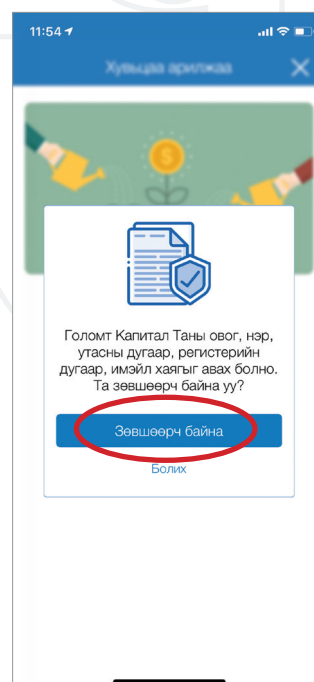 11:54
Хувьцаа арилжаа
Голомт Капитал Таны овог, нэр,
утасны дугаар, регистерийн
дугаар, имэйл хаягыг авах болно.
Та зөвшөөрч байна уу?
Зөвшөөрч байна
Болих